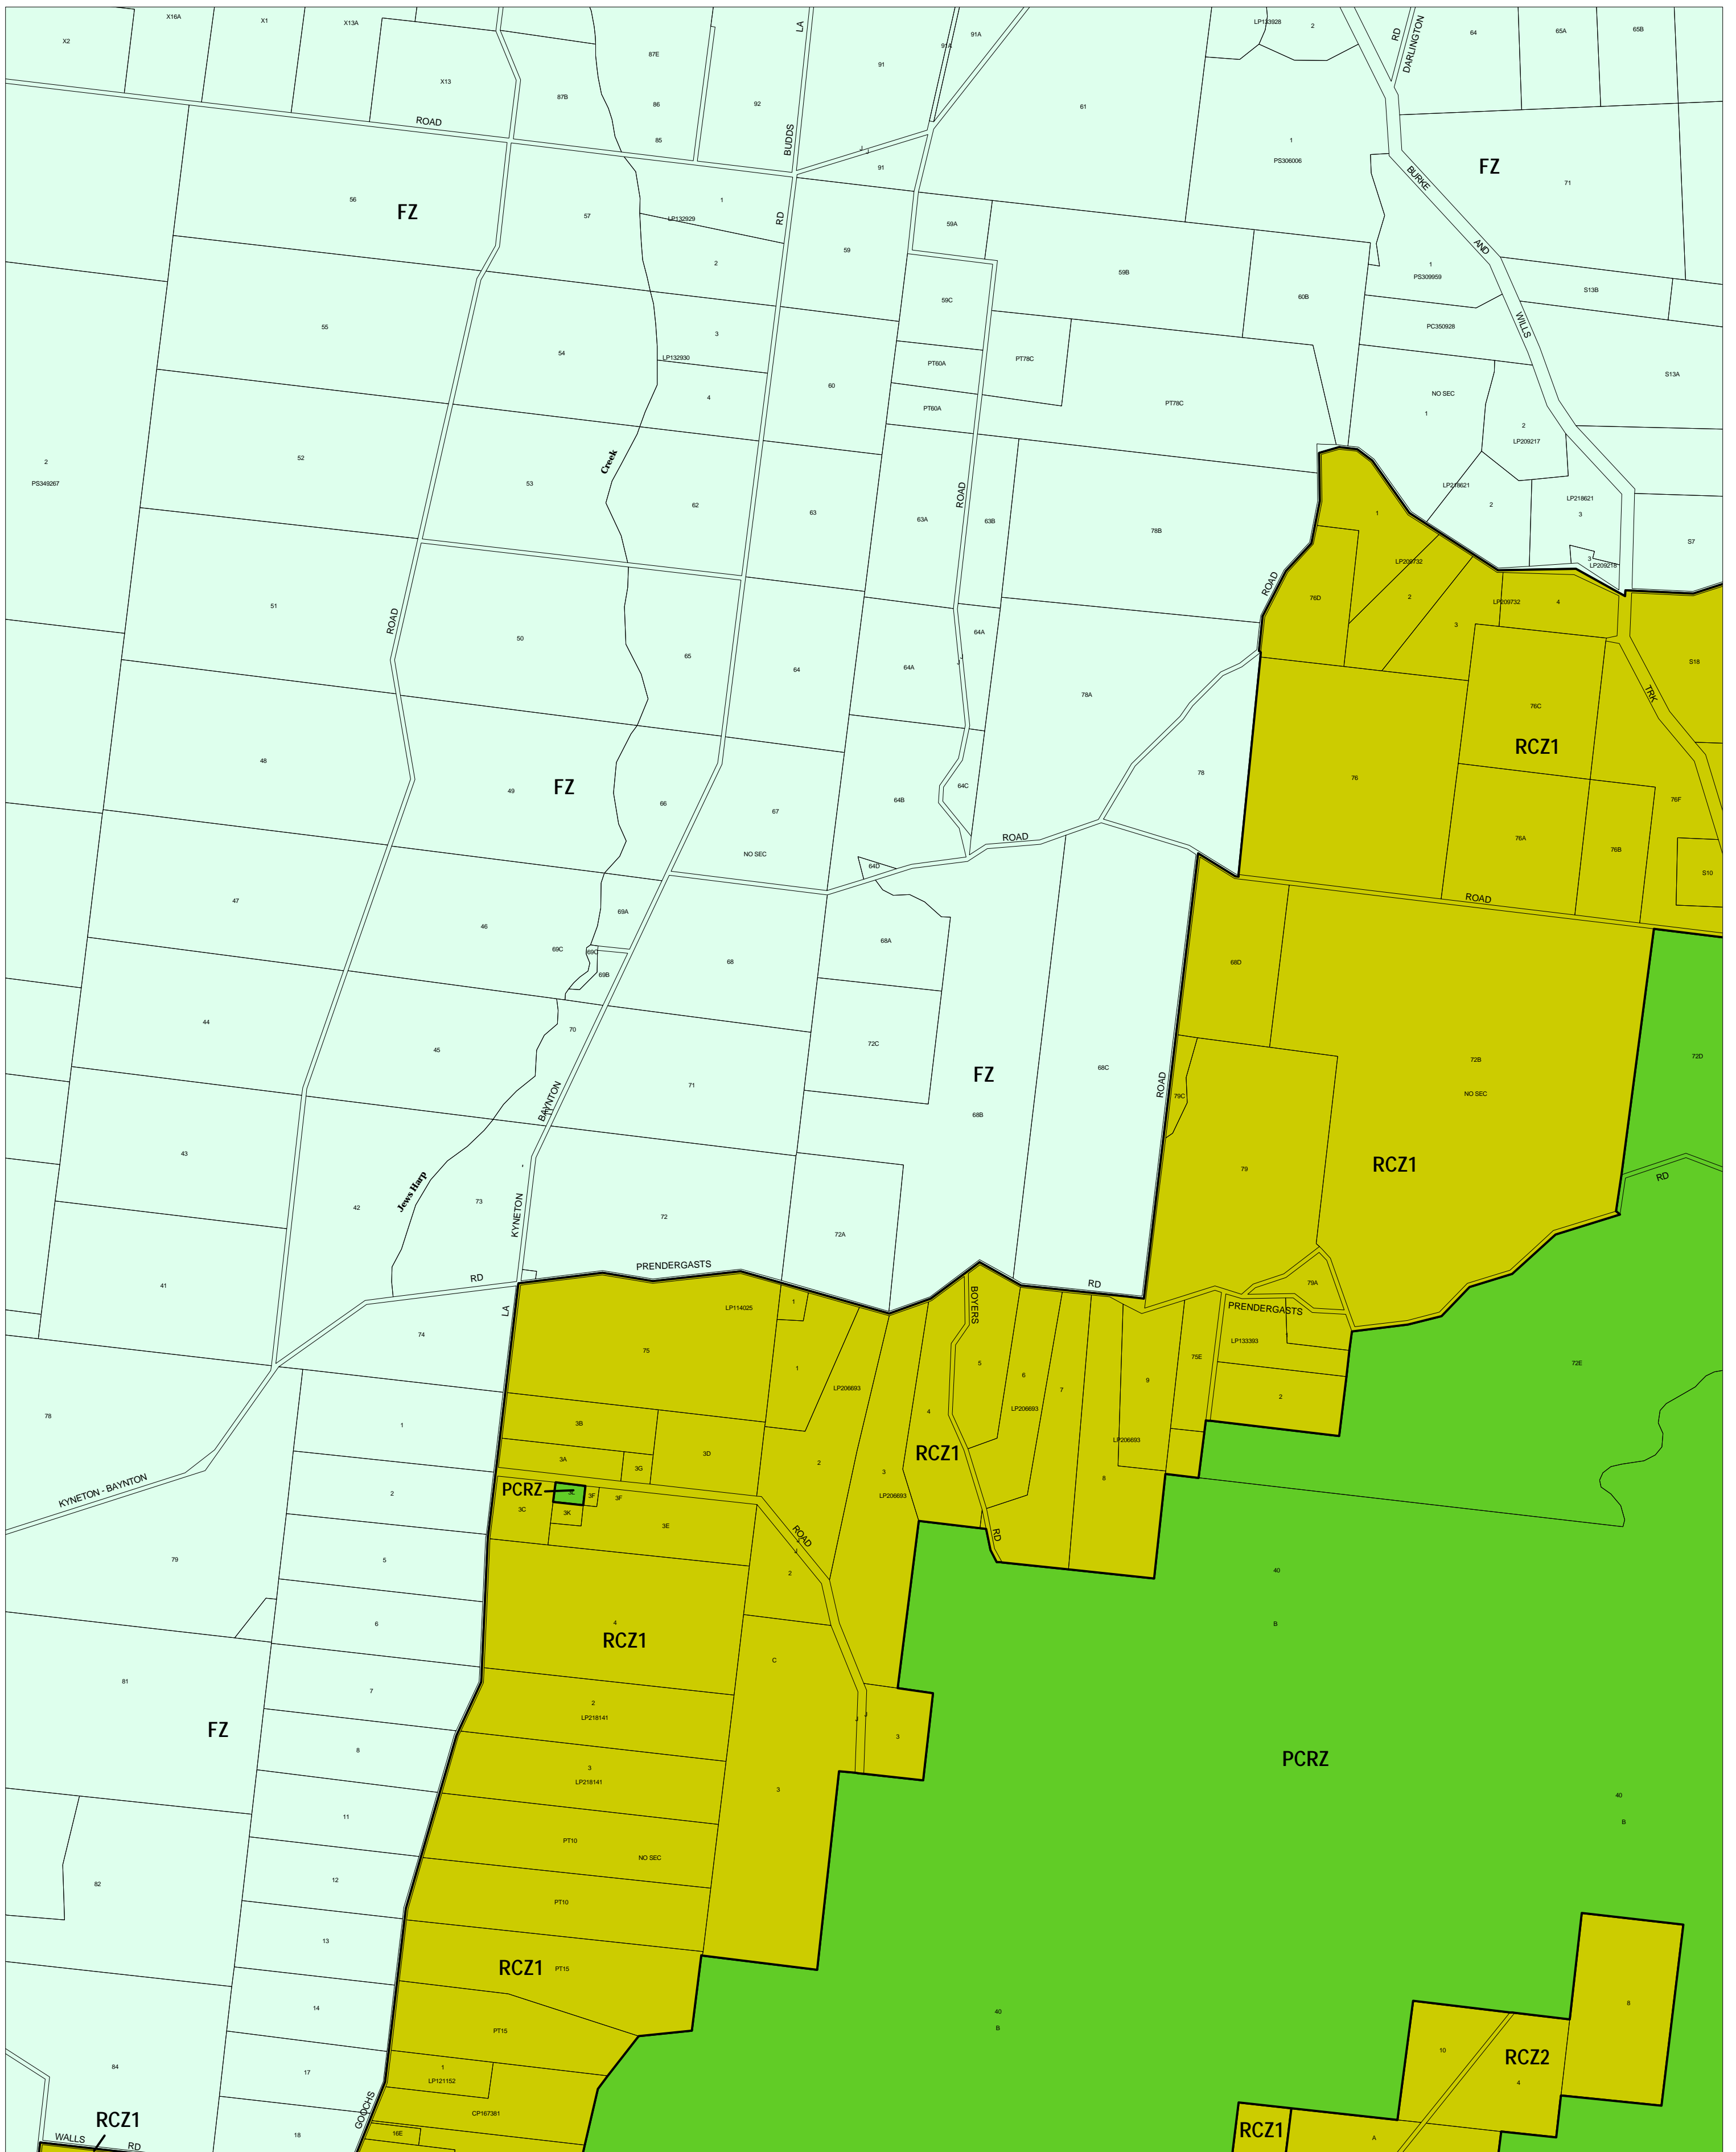 X16A
X1
X13A
X2
X13
87E
87B
86
85
92
LA
BUDDS
91
91A
91A
LP133928
2
RD
DARLINGTON
64
65A
65B
ROAD
61
1
PS306006
J
J
91
FZ
71
BURKE
AND
WILLS
56
FZ
57
1
LP132929
RD
2
59
59A
59B
1
PS309959
S13B
60B
59C
PC350928
55
54
3
LP132930
4
60
PT60A
PT78C
S13A
PT60A
PT78C
NO SEC
1
2
LP209217
2
PS349267
52
53
Creek
62
63
63A
ROAD
63B
78B
LP218621
2
LP218621
3
S7
1
3
LP209218
LP209732
51
ROAD
50
65
64
64A
64A
J
J
ROAD
76D
2
3
LP209732
4
S18
TRK
78A
76C
RCZ1
48
49
FZ
66
67
NO SEC
64B
64C
ROAD
78
76
76A
76B
76F
S10
64D
ROAD
47
46
69A
69C
69C
69B
68
68A
68D
44
45
70
71
72C
FZ
68B
68C
ROAD
79C
72B
NO SEC
72D
BAYNTON
43
42
Jews Harp
73
KYNETON
72
72A
79
RCZ1
RD
41
RD
PRENDERGASTS
RD
79A
PRENDERGASTS
LA
74
LP114025
1
BOYERS
75
1
LP206693
5
6
7
9
75E
LP133393
2
72E
78
1
3B
3A
3G
3D
2
3
4
LP206693
RCZ1
LP206693
8
LP206693
KYNETON - BAYNTON
2
PCRZ
3L
3F
3F
3C
3K
3E
ROAD
J
J
RD
79
5
2
40
B
6
4
RCZ1
C
81
7
2
LP218141
FZ
J
J
3
PCRZ
8
3
LP218141
3
40
B
11
PT10
NO SEC
82
12
PT10
13
RCZ1
PT15
14
PT15
40
B
8
10
RCZ2
4
84
17
1
LP121152
GOOCHS
CP167381
RCZ1
WALLS
RD
18
16E
RCZ1
A